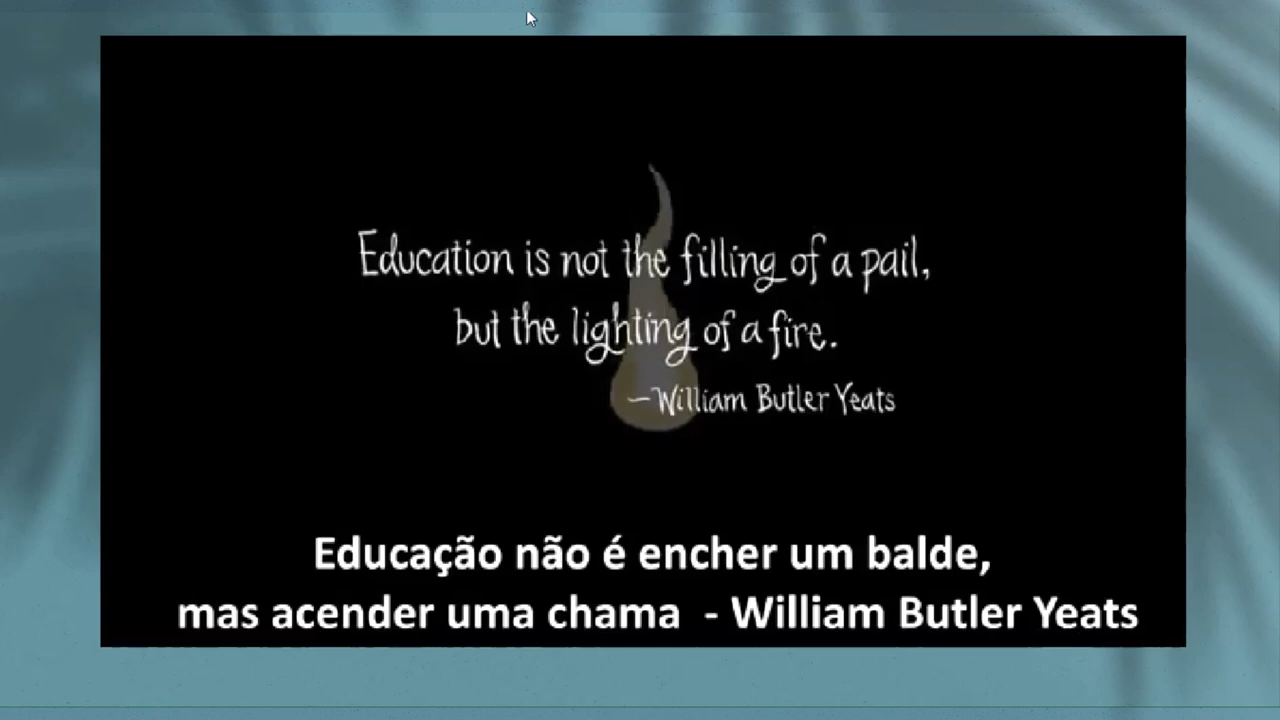 Education is not the filling of a pail,
but the lighting of a fire.
—William Butler Yeats
Educação não é encher um balde,
mas acender uma chama - William Butler Yeats